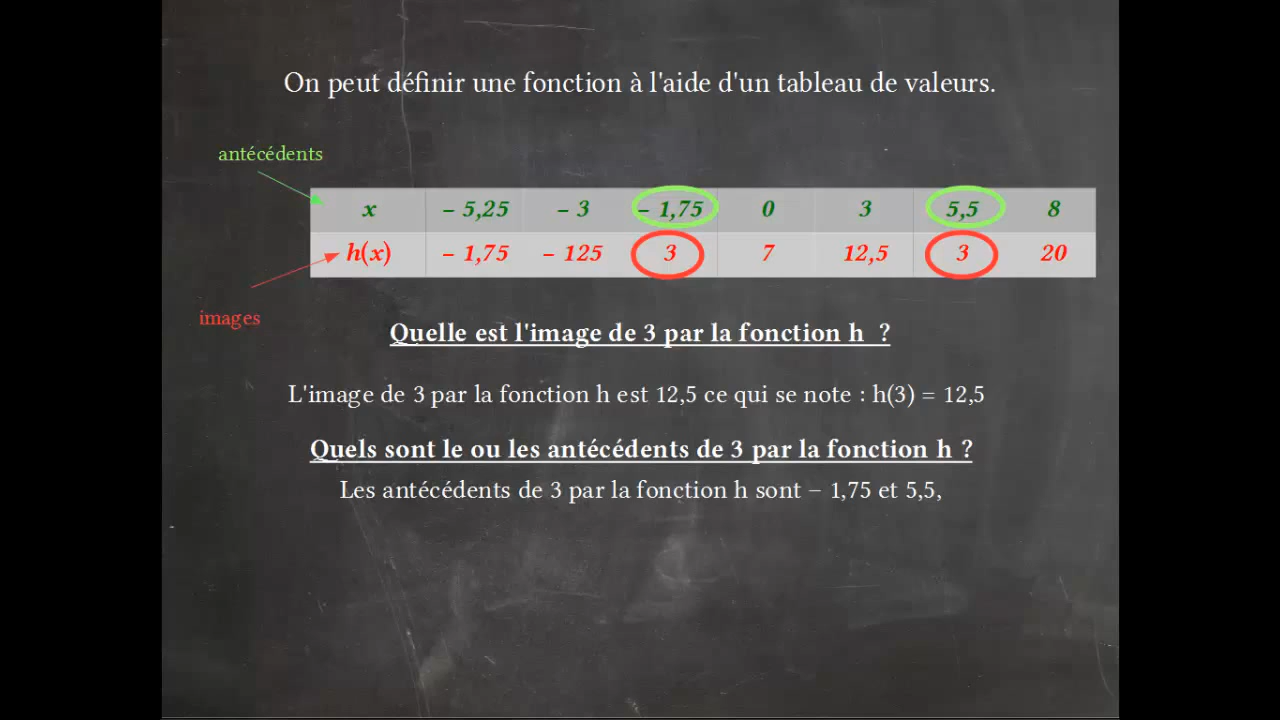 On peut définir une fonction à l'aide d'un tableau de valeurs.
antécédents
x – 5,25 – 3 – 1,75 0 3 5,5 8
h(x) – 1,75 – 125 3 7 12,5 3 20
images
Quelle est l'image de 3 par la fonction h ?
L'image de 3 par la fonction h est 12,5 ce qui se note : h(3) = 12,5
Quels sont le ou les antécédents de 3 par la fonction h ?
Les antécédents de 3 par la fonction h sont – 1,75 et 5,5,